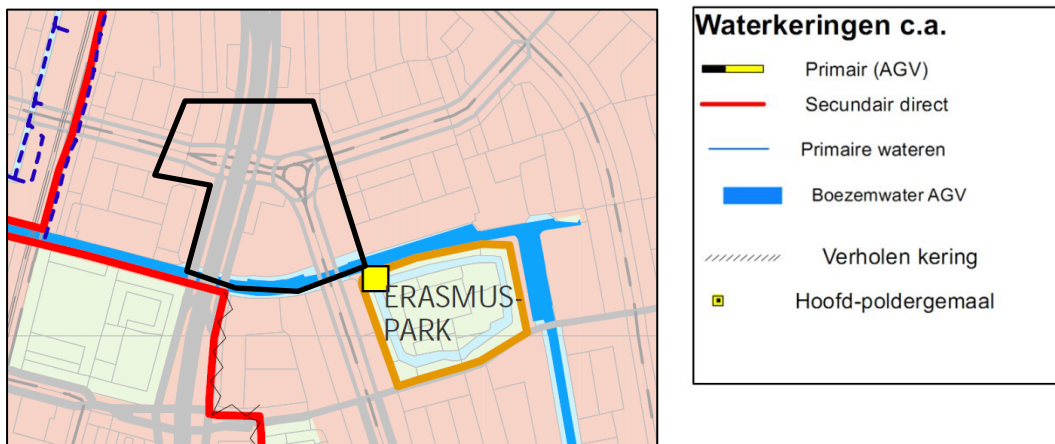 ERASMUS-
PARK
Waterkeringen c.a.
Primair (AGV)
Secundair direct
Primaire wateren
Boezemwater AGV
Verholen kering
Hoofd-poldergemaal